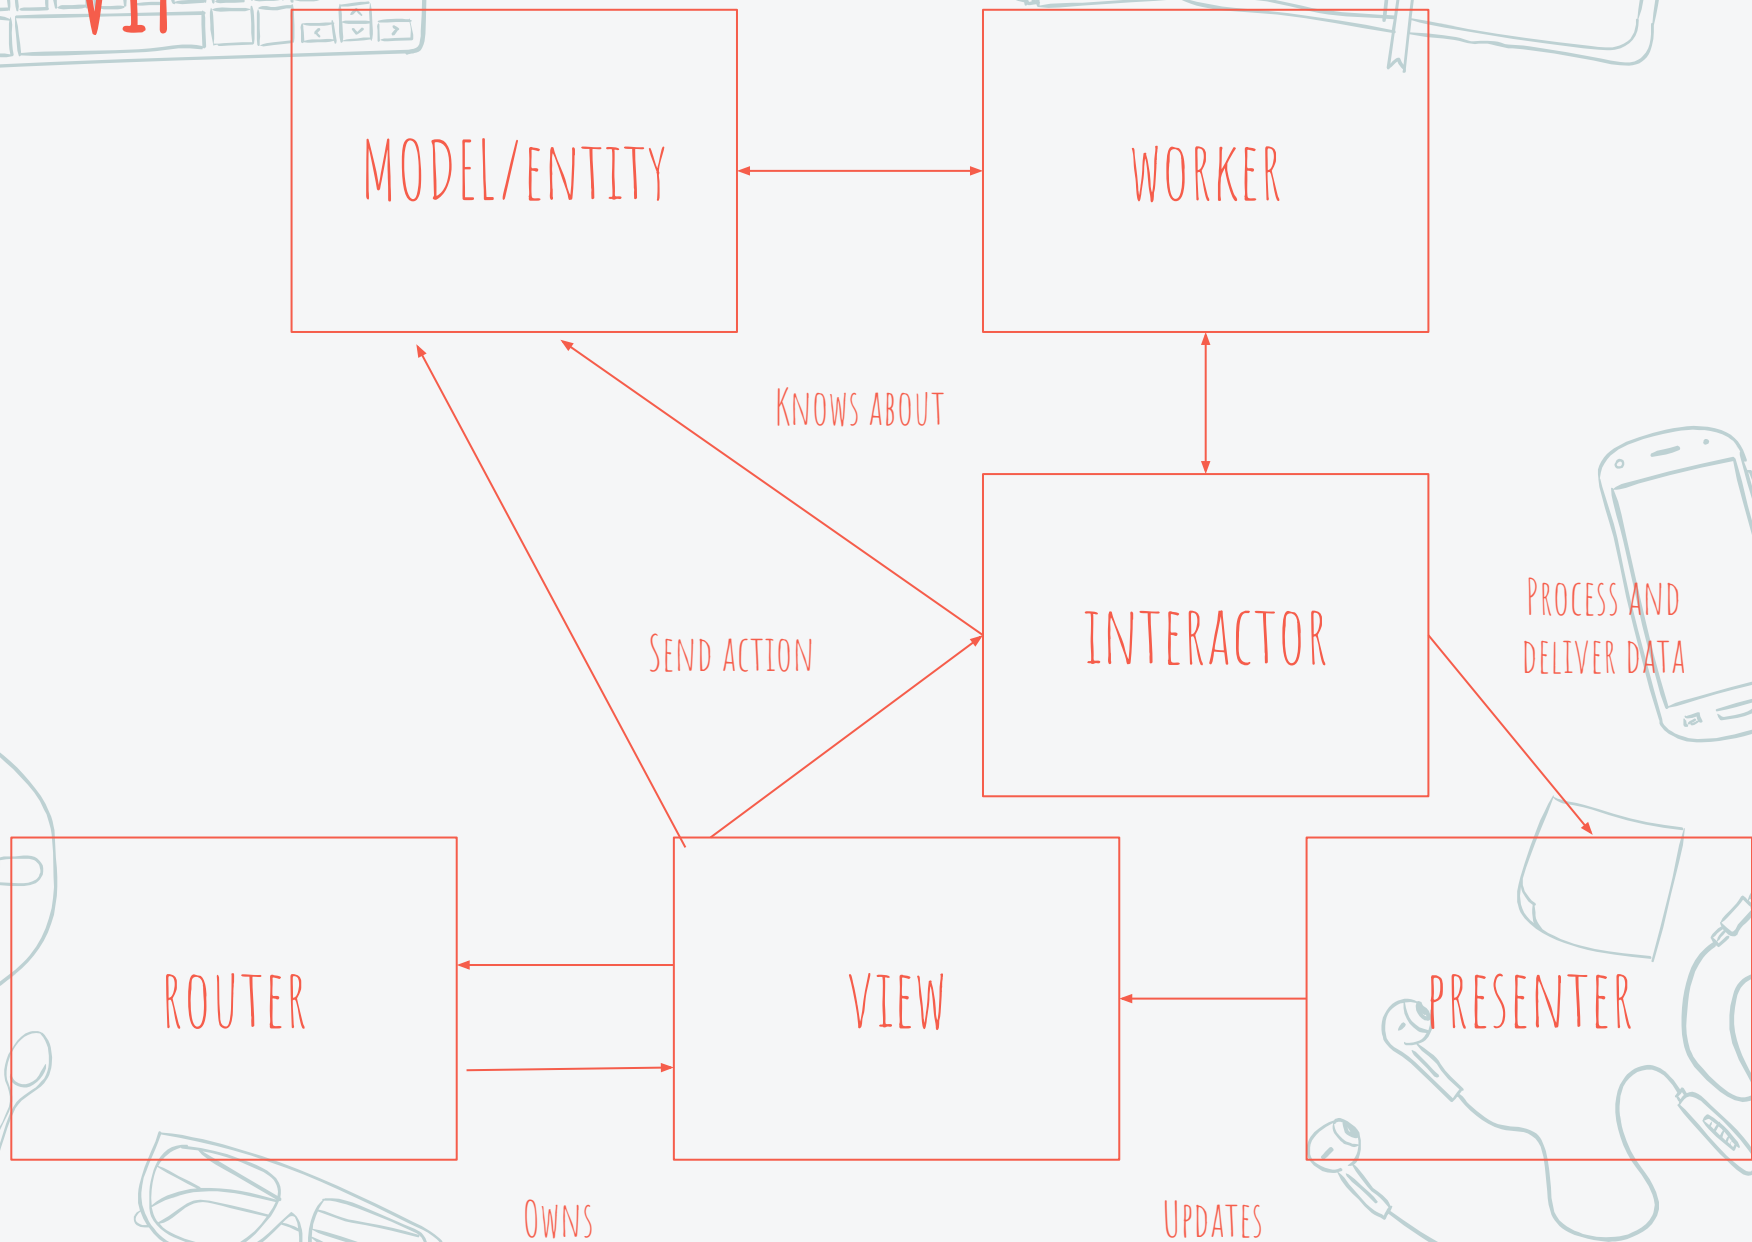 MODEL/ENTITY
WORKER
KNOWS ABOUT
SEND ACTION
INTERACTOR
PROCESS AND
DELIVER DATA
ROUTER
VIEW
PRESENTER
OWNS
UPDATES